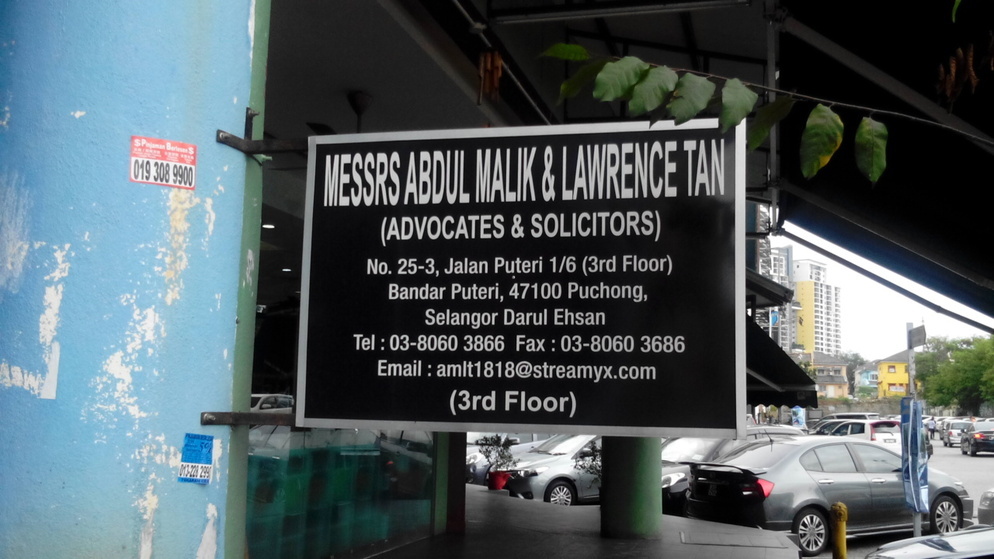 MESSRS ABDUL MALIK & LAWRENCE TAN
(ADVOCATES & SOLICITORS)
No. 25-3, Jalan Puteri 1/6 (3rd Floor)
Bandar Puteri, 47100 Puchong,
Selangor Darul Ehsan
Tel : 03-8060 3866 Fax : 03-8060 3686
Email : amlt1818@streamyx.com
(3rd Floor)
019 308 9900